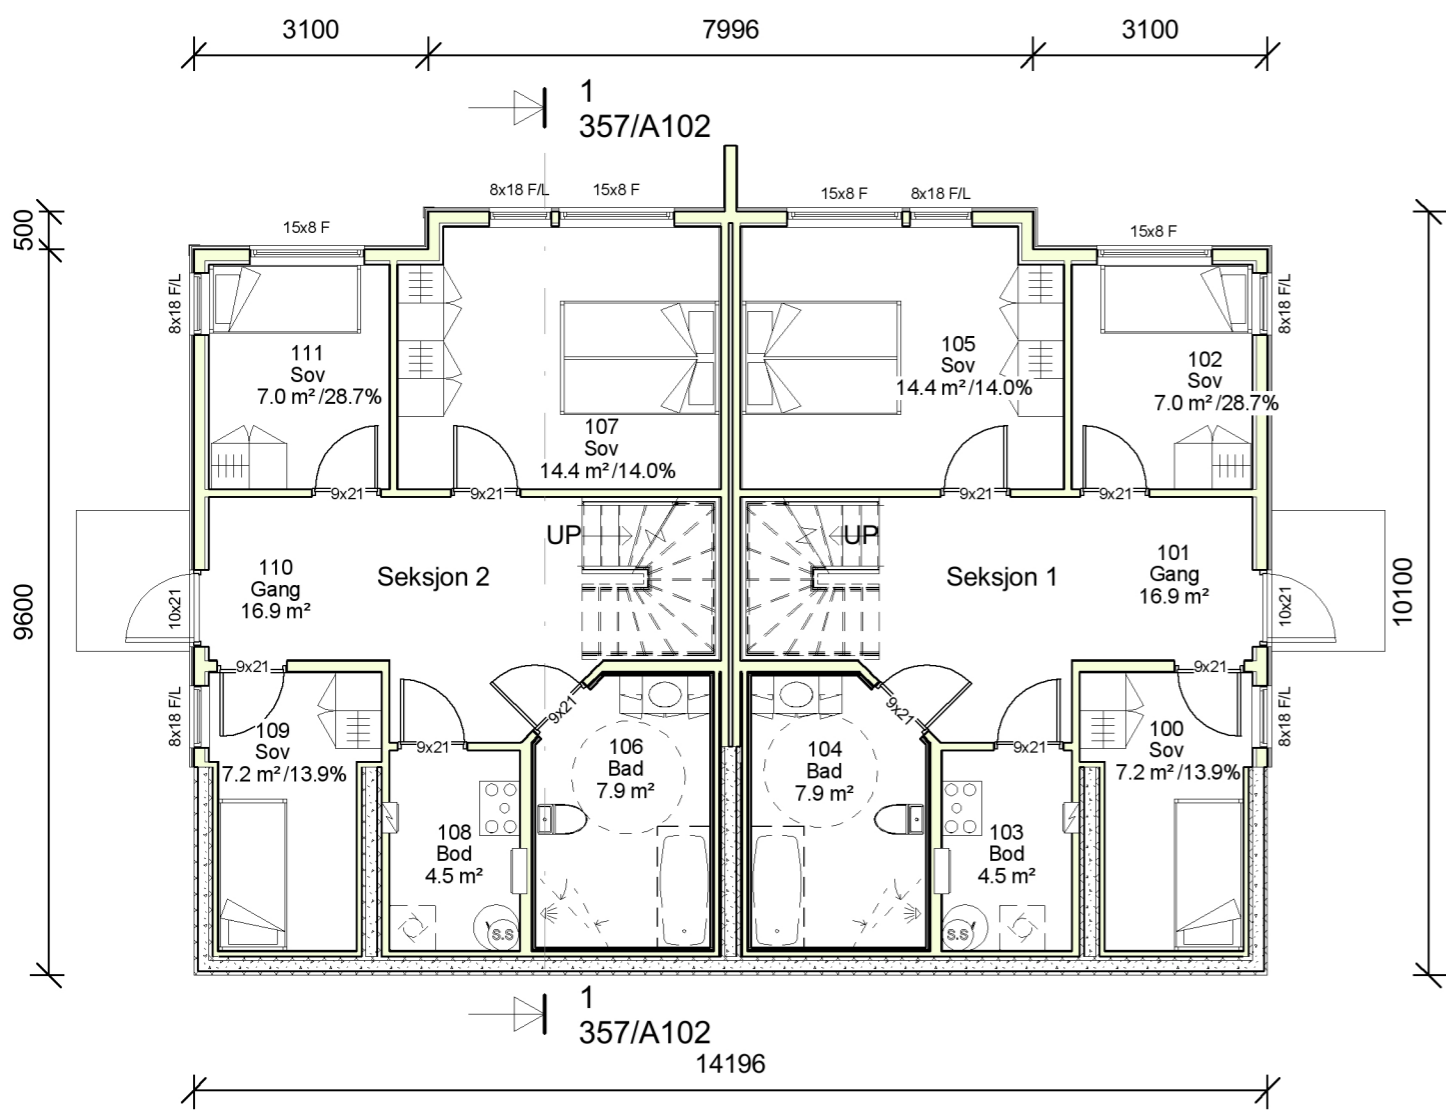 3100
7996
3100
1
357/A102
500
8x18 F/L
15x8 F
15x8 F
8x18 F/L
15x8 F
15x8 F
8x18 F/L
8x18 F/L
111
Sov
7.0 m²/28.7%
107
Sov
14.4 m²/14.0%
105
Sov
14.4 m²/14.0%
102
Sov
7.0 m²/28.7%
9x21
9x21
9x21
9x21
UP
UP
9600
10x21
110
Gang
16.9 m²
Seksjon 2
Seksjon 1
101
Gang
16.9 m²
10x21
10100
9x21
9x21
8x18 F/L
109
Sov
7.2 m²/13.9%
9x21
9x21
106
Bad
7.9 m²
104
Bad
7.9 m²
9x21
9x21
100
Sov
7.2 m²/13.9%
8x18 F/L
108
Bod
4.5 m²
103
Bod
4.5 m²
S.S
S.S
1
357/A102
14196